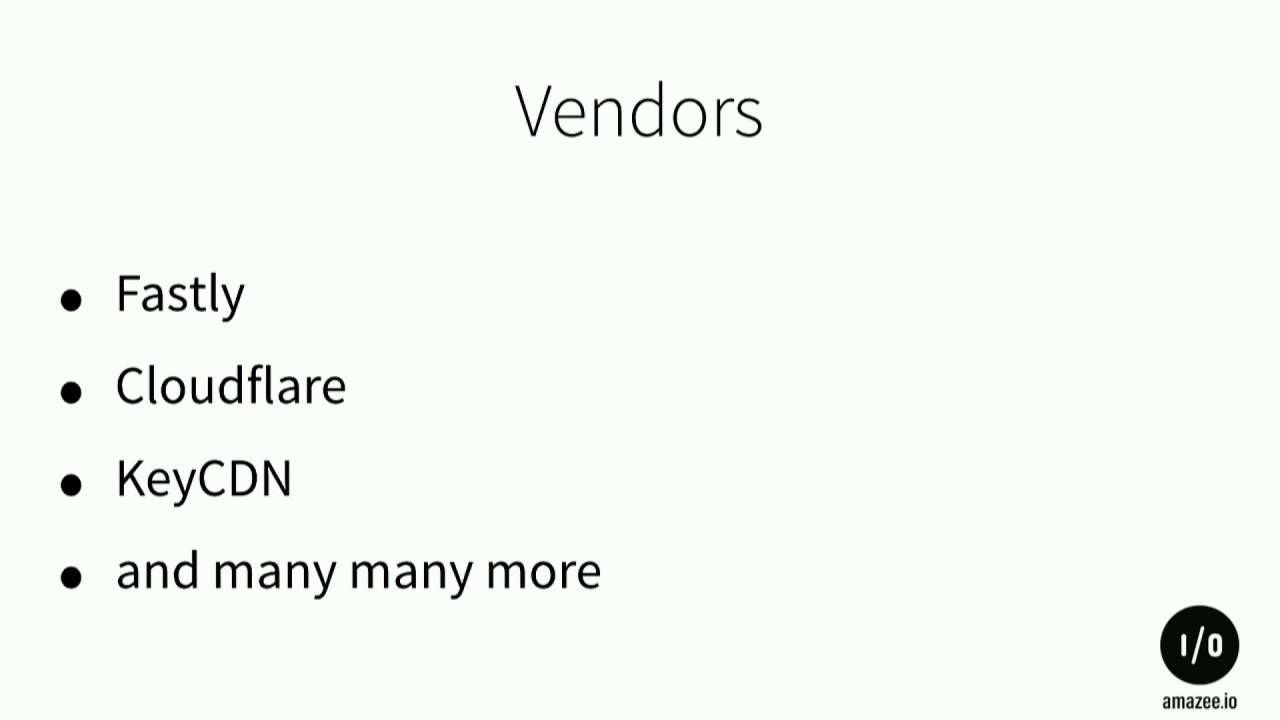 Vendors
Fastly
Cloudflare
KeyCDN
and many many more
I/O
amazee.io